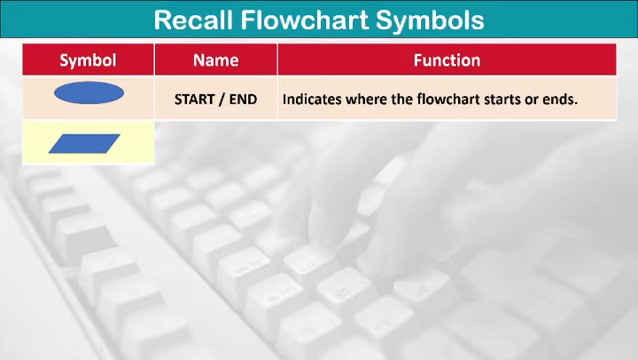 Recall Flowchart Symbols
Symbol Name Function
START / END Indicates where the flowchart starts or ends.